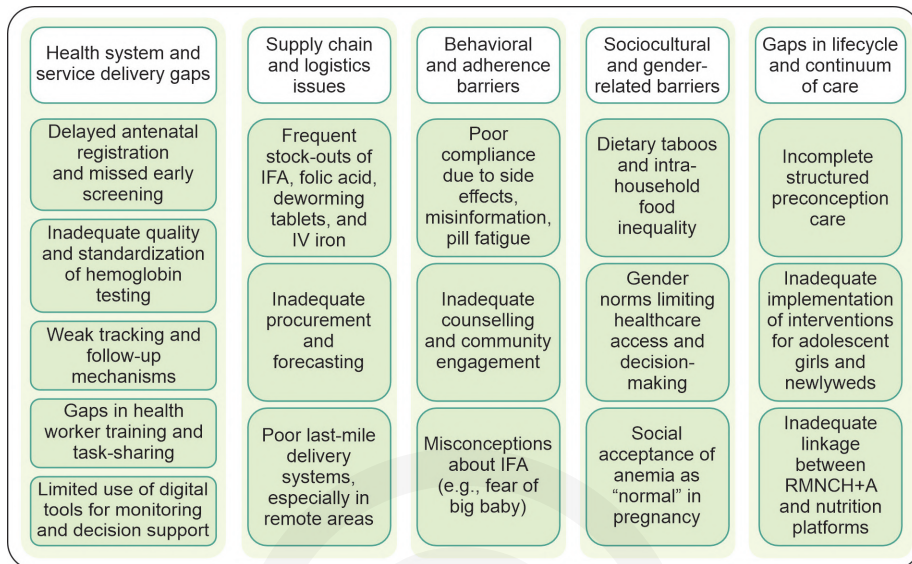 Health system and
service delivery gaps
Delayed antenatal
registration
and missed early
screening
Inadequate quality
and standardization
of hemoglobin
testing
Weak tracking and
follow-up
mechanisms
Gaps in health
worker training and
task-sharing
Limited use of digital
tools for monitoring
and decision support
Supply chain
and logistics
issues
Frequent
stock-outs of
IFA, folic acid,
deworming
tablets, and
IV iron
Inadequate
procurement
and
forecasting
Poor last-mile
delivery
systems,
especially in
remote areas
Behavioral
and adherence
barriers
Poor
compliance
due to side
effects,
misinformation,
pill fatigue
Inadequate
counselling
and community
engagement
Misconceptions
about IFA
(e.g., fear of
big baby)
Sociocultural
and gender-
related barriers
Dietary taboos
and intra-
household
food
inequality
Gender
norms limiting
healthcare
access and
decision-
making
Social
acceptance of
anemia as
“normal” in
pregnancy
Gaps in lifecycle
and continuum
of care
Incomplete
structured
preconception
care
Inadequate
implementation
of interventions
for adolescent
girls and
newlyweds
Inadequate
linkage
between
RMNCH+A
and nutrition
platforms